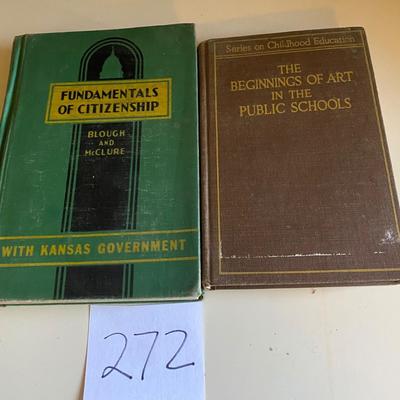 FUNDAMENTALS
OF CITIZENSHIP
BLOUGH
AND
McCLURE
WITH KANSAS GOVERNMENT
Series on Childhood Education
THE
BEGINNINGS OF ART
IN THE
PUBLIC SCHOOLS
272